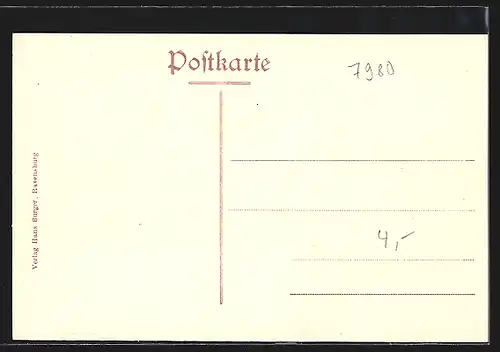 Poſtkarte
7980
4,-
Verlag Hans Burger, Ravensburg